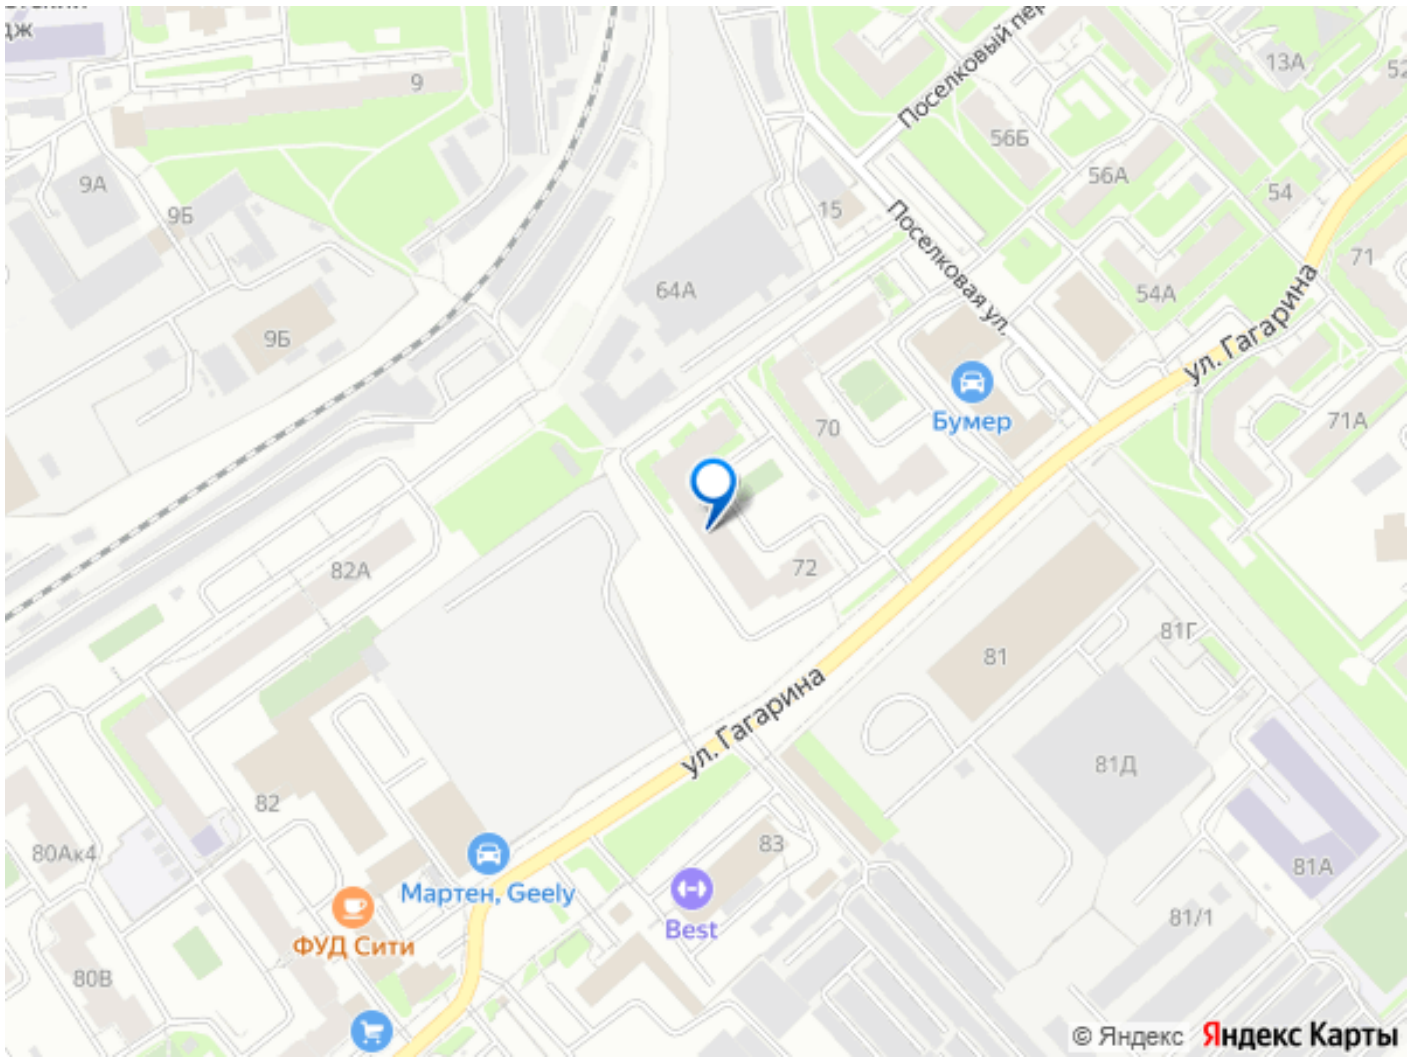 дж
9
13А
52
Поселковый пер
56Б
56А
9А
9Б
15
54
Поселковая ул.
71
64А
54А
ул. Гагарина
9Б
Бумер
70
71А
82А
72
81Г
81
ул. Гагарина
81Д
82
83
80Ак4
81А
Мартен, Geely
Best
81/1
ФУД Сити
80В
© Яндекс Яндекс Карты